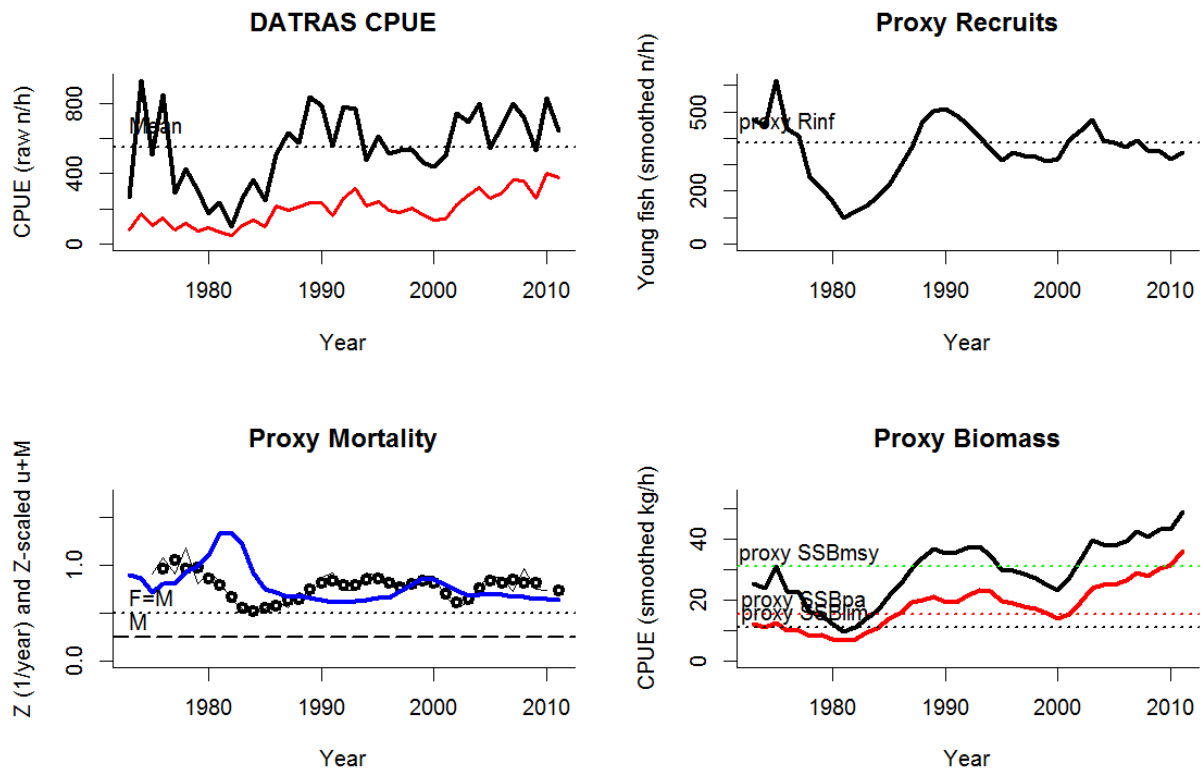 DATRAS CPUE
CPUE (raw n/h)
800
400
0
Mean
1980 1990 2000 2010
Year
Proxy Recruits
Young fish (smoothed n/h)
500
200
0
proxy Rinf
1980 1990 2000 2010
Year
Proxy Mortality
Z (1/year) and Z-scaled u+M
1.0
0.0
F=M
M
1980 1990 2000 2010
Year
Proxy Biomass
CPUE (smoothed kg/h)
40
20
0
proxy SSBmsy
proxy SSBpa
proxy SSBlim
1980 1990 2000 2010
Year